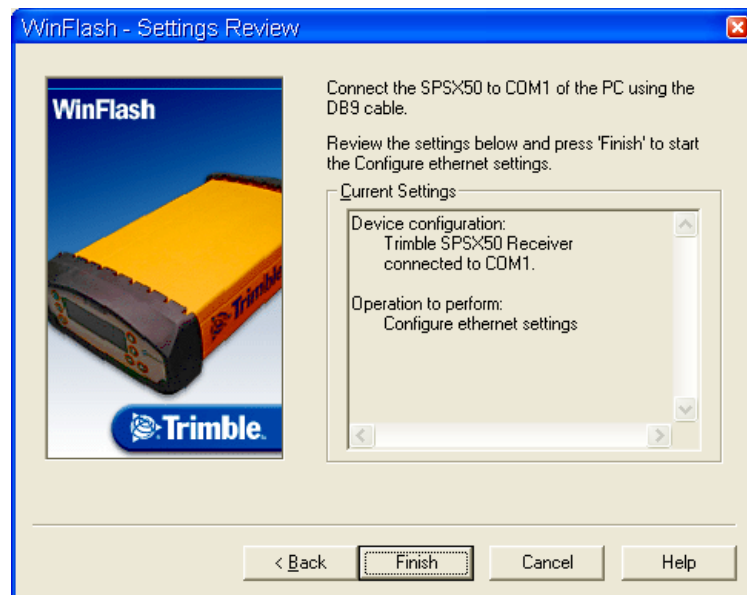 WinFlash - Settings Review
WinFlash
Trimble
Trimble.
Connect the SPSX50 to COM1 of the PC using the
DB9 cable.
Review the settings below and press 'Finish' to start
the Configure ethernet settings.
Current Settings
Device configuration:
Trimble SPSX50 Receiver
connected to COM1.
Operation to perform:
Configure ethernet settings
< Back
Finish
Cancel
Help